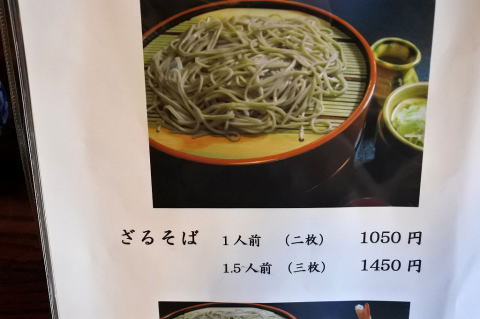 ざるそば 1人前 (二枚) 1050円
1.5人前 (三枚) 1450円